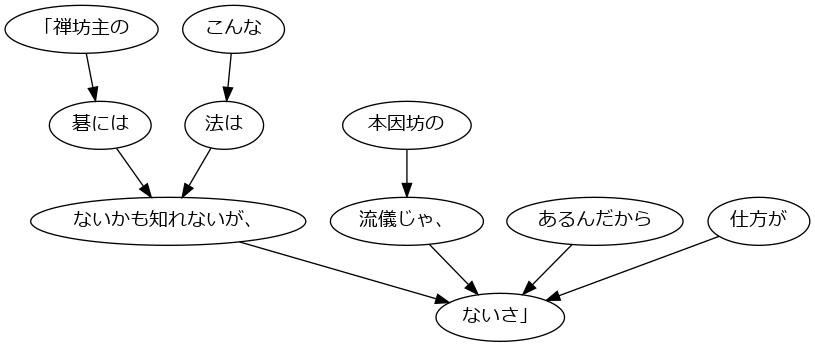 「禅坊主の
こんな
碁には
法は
本因坊の
ないかも知れないが、
流儀じゃ、
あるんだから
仕方が
ないさ」